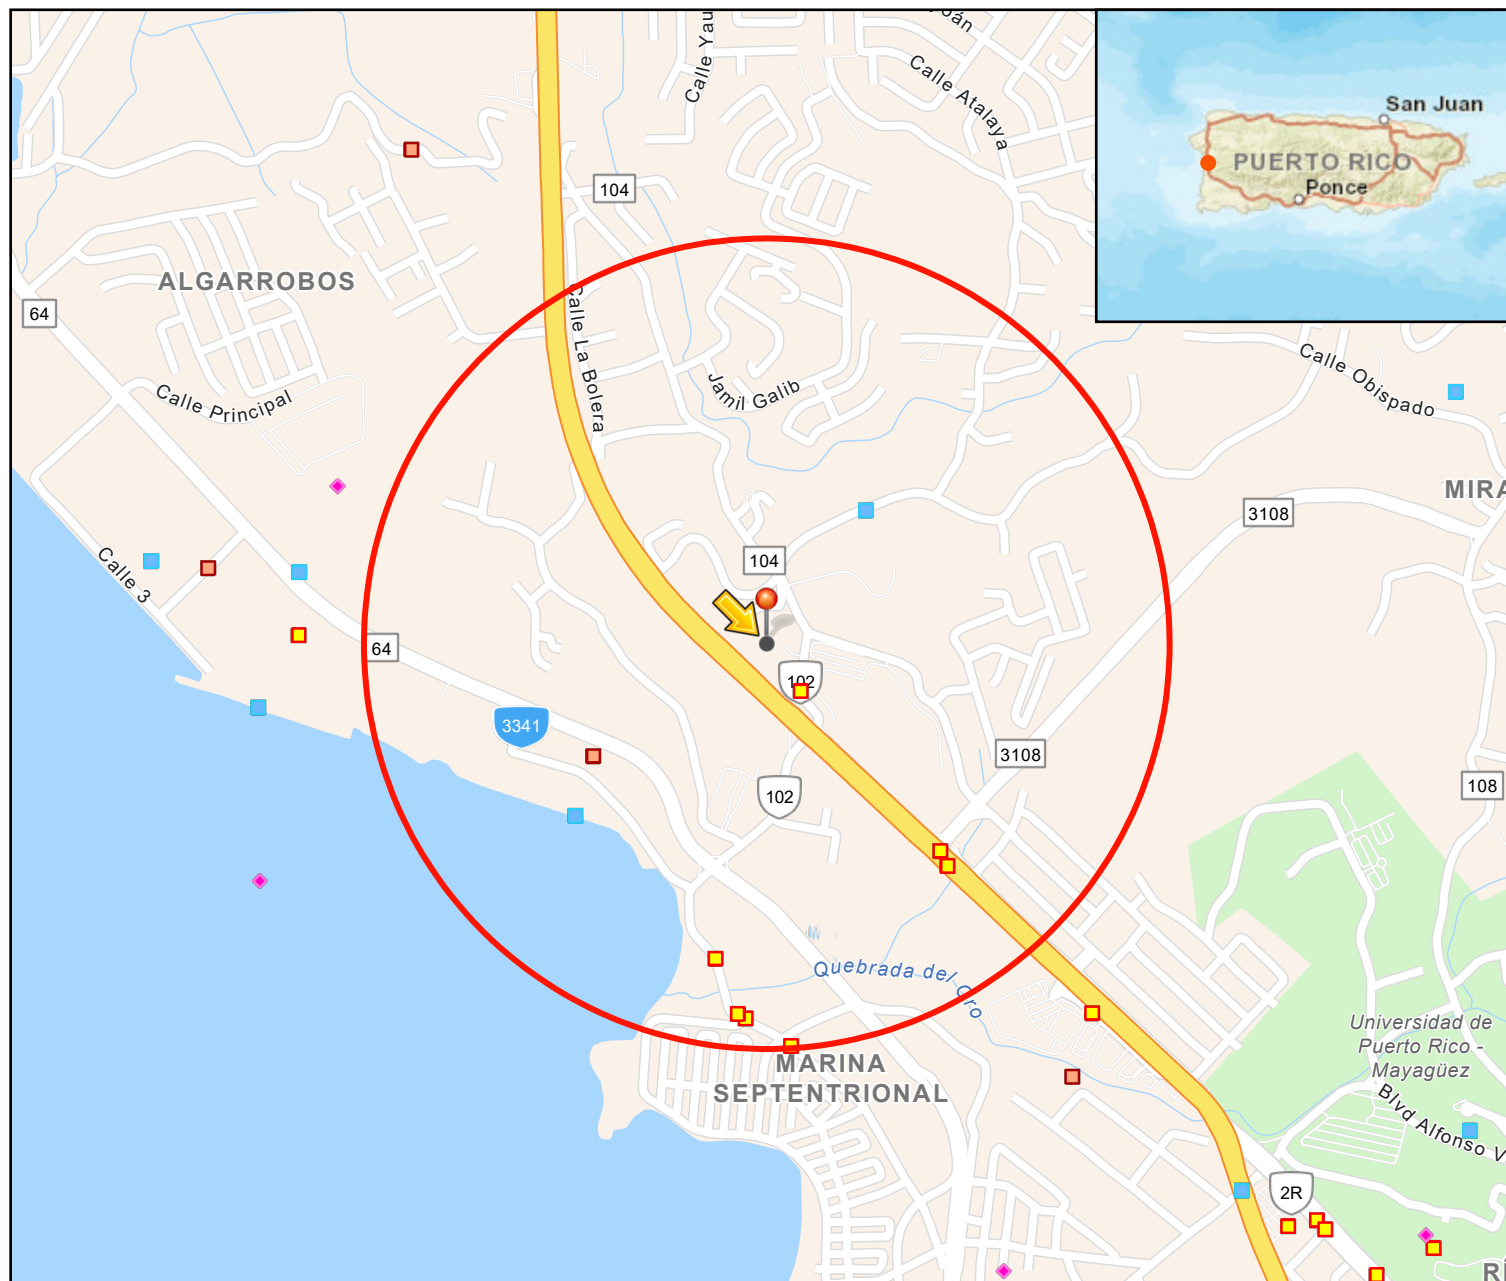 Calle Yau
oán
Calle Atalaya
San Juan
PUERTO RICO
Ponce
104
ALGARROBOS
64
Calle La Bolera
Calle Principal
Jamil Galib
Calle Obispado
MIRA
3108
104
Calle 3
64
102
3341
3108
102
108
Quebrada del Oro
MARINA
SEPTENTRIONAL
Universidad de
Puerto Rico -
Mayagüez
Blvd Alfonso V
2R
RI